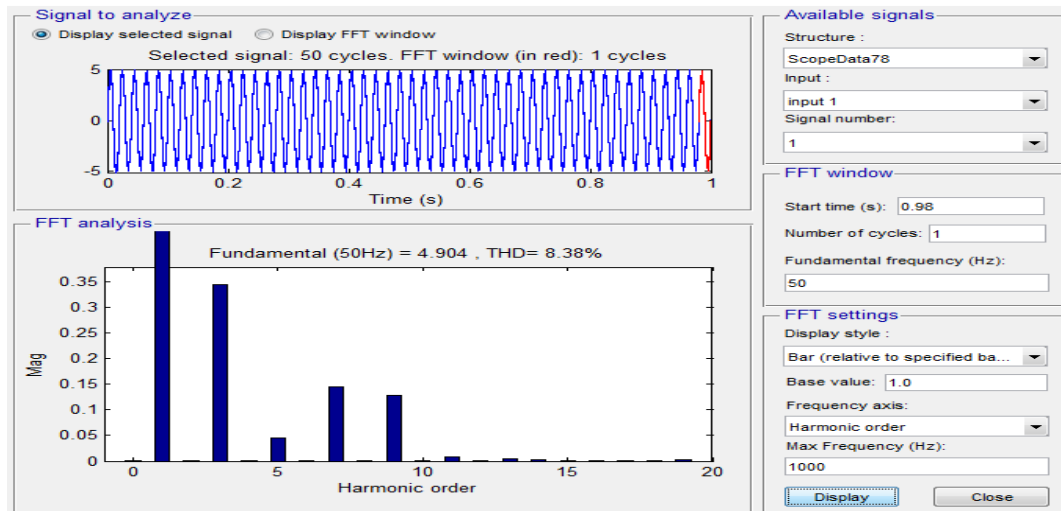 Signal to analyze
Display selected signal Display FFT window
Selected signal: 50 cycles. FFT window (in red): 1 cycles
5
0
-5
0 0.2 0.4 0.6 0.8 1
Time (s)
FFT analysis
Fundamental (50Hz) = 4.904 , THD= 8.38%
0.35
0.3
0.25
0.2
0.15
0.1
0.05
0
Mag
0 5 10 15 20
Harmonic order
Available signals
Structure :
ScopeData78
Input :
input 1
Signal number:
1
FFT window
Start time (s): 0.98
Number of cycles: 1
Fundamental frequency (Hz):
50
FFT settings
Display style :
Bar (relative to specified ba...
Base value: 1.0
Frequency axis:
Harmonic order
Max Frequency (Hz):
1000
Display Close